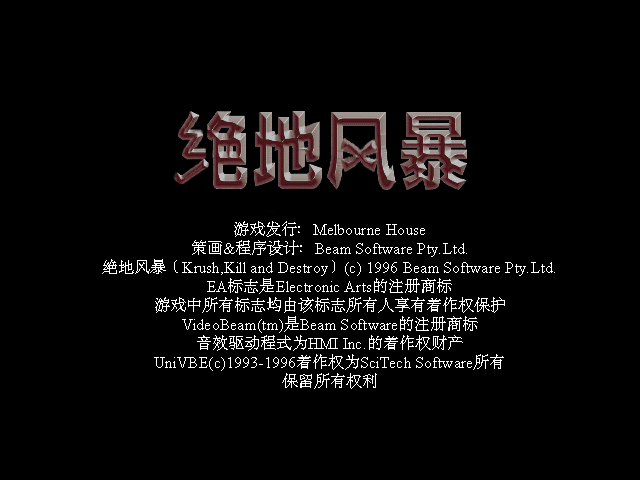 绝地风暴
游戏发行: Melbourne House
策画&程序设计: Beam Software Pty.Ltd.
绝地风暴〔Krush,Kill and Destroy〕(c) 1996 Beam Software Pty.Ltd.
EA标志是Electronic Arts的注册商标
游戏中所有标志均由该标志所有人享有着作权保护
VideoBeam(tm)是Beam Software的注册商标
音效驱动程式为HMI Inc.的着作权财产
UniVBE(c)1993-1996着作权为SciTech Software所有
保留所有权利